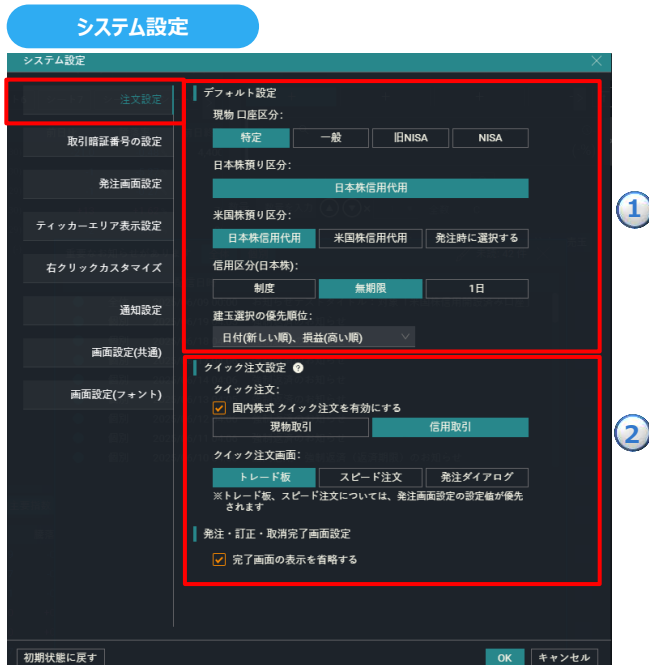 システム設定
システム設定
注文設定
取引暗証番号の設定
発注画面設定
ティッカーエリア表示設定
右クリックカスタマイズ
通知設定
画面設定(共通)
画面設定(フォント)
デフォルト設定
現物口座区分:
特定 一般 旧NISA NISA
日本株預り区分:
日本株信用代用
米国株預り区分:
日本株信用代用 米国株信用代用 発注時に選択する
信用区分(日本株):
制度 無期限 1日
建玉選択の優先順位:
日付(新しい順)、損益(高い順)
1
クイック注文設定 ?
クイック注文:
国内株式 クイック注文を有効にする
現物取引 信用取引
クイック注文画面:
トレード板 スピード注文 発注ダイアログ
※トレード板、スピード注文については、発注画面設定の設定値が優先
されます
発注・訂正・取消完了画面設定
完了画面の表示を省略する
2
初期状態に戻す OK キャンセル